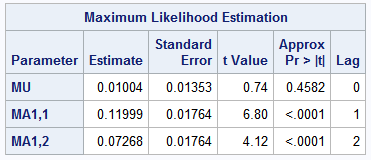 Maximum Likelihood Estimation
Parameter Estimate Standard Error t Value Approx Pr > |t| Lag
MU 0.01004 0.01353 0.74 0.4582 0
MA1,1 0.11999 0.01764 6.80 <.0001 1
MA1,2 0.07268 0.01764 4.12 <.0001 2